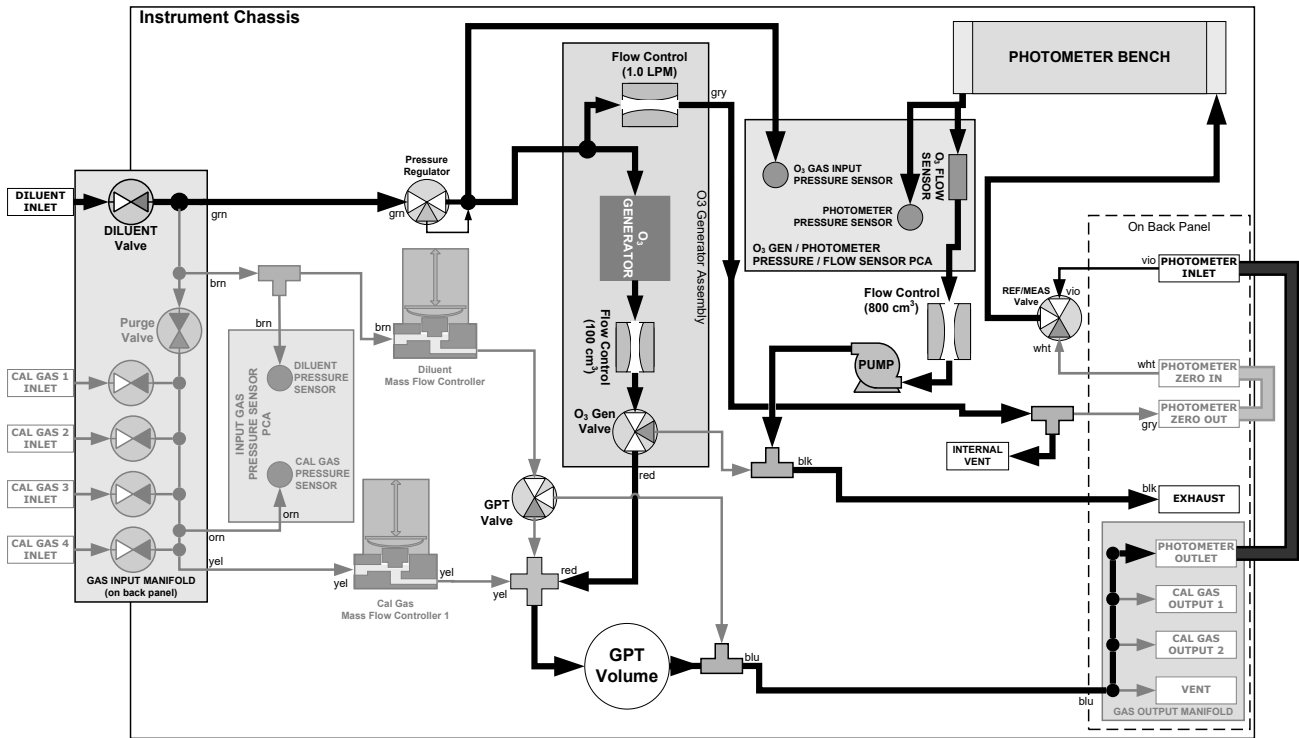 Instrument Chassis
Flow Control
(1.0 LPM)
gry
PHOTOMETER BENCH
Pressure
Regulator
O3 GAS INPUT
PRESSURE SENSOR
O3 FLOW
SENSOR
PHOTOMETER
PRESSURE SENSOR
O3 GEN / PHOTOMETER
PRESSURE / FLOW SENSOR PCA
DILUENT
INLET
grn
grn
DILUENT
Valve
O3
GENERATOR
O3 Generator Assembly
On Back Panel
vio
PHOTOMETER
INLET
REF/MEAS
Valve
vio
brn
Purge
Valve
brn
brn
Diluent
Mass Flow Controller
Flow Control
(100 cm3)
Flow Control
(800 cm3)
wht
wht
PHOTOMETER
ZERO IN
PUMP
CAL GAS 1
INLET
DILUENT
PRESSURE
SENSOR
INPUT GAS
PRESSURE SENSOR
PCA
O3 Gen
Valve
PHOTOMETER
ZERO OUT
gry
CAL GAS 2
INLET
INTERNAL
VENT
CAL GAS
PRESSURE
SENSOR
red
blk
CAL GAS 3
INLET
orn
GPT
Valve
blk
EXHAUST
CAL GAS 4
INLET
orn
yel
GAS INPUT MANIFOLD
(on back panel)
yel
yel
yel
red
Cal Gas
Mass Flow Controller 1
PHOTOMETER
OUTLET
CAL GAS
OUTPUT 1
CAL GAS
OUTPUT 2
GPT
Volume
blu
blu
VENT
GAS OUTPUT MANIFOLD